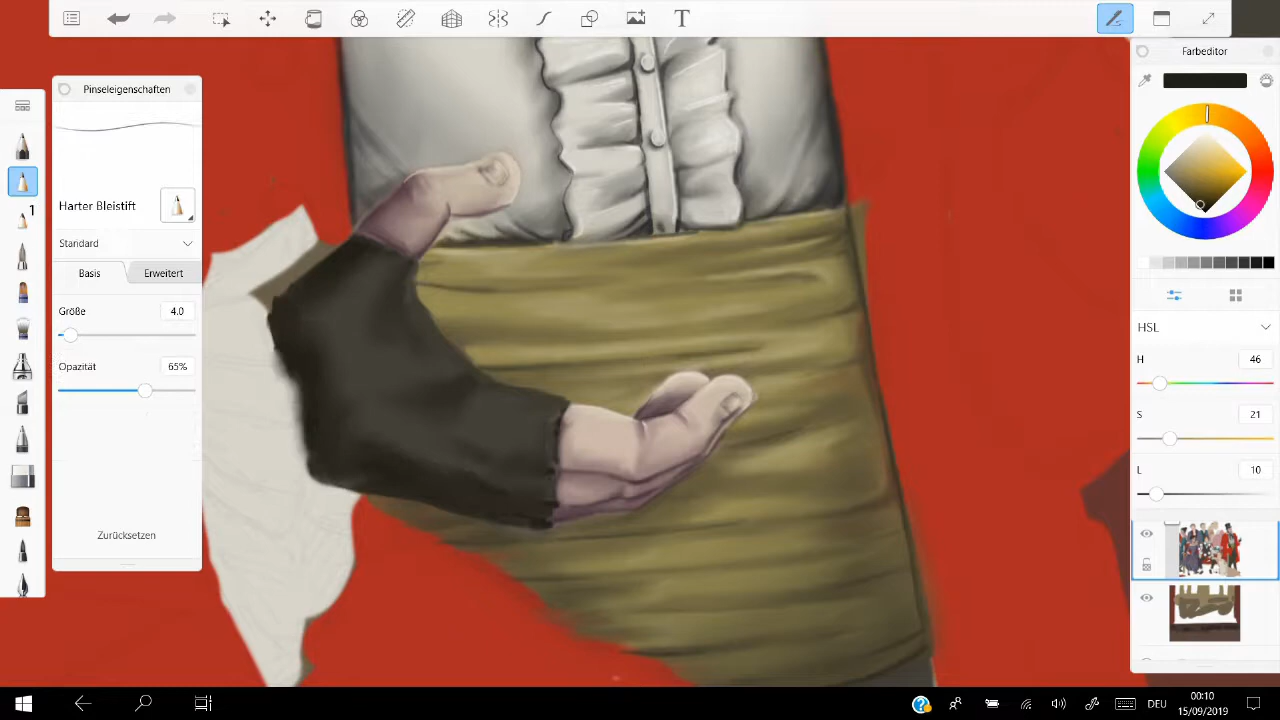 T
Pinseleigenschaften
Farbeditor
Harter Bleistift
1
Standard
Basis
Erweitert
Größe
4.0
Opazität
65%
Zurücksetzen
HSL
H
46
S
21
L
10
DEU
00:10
15/09/2019